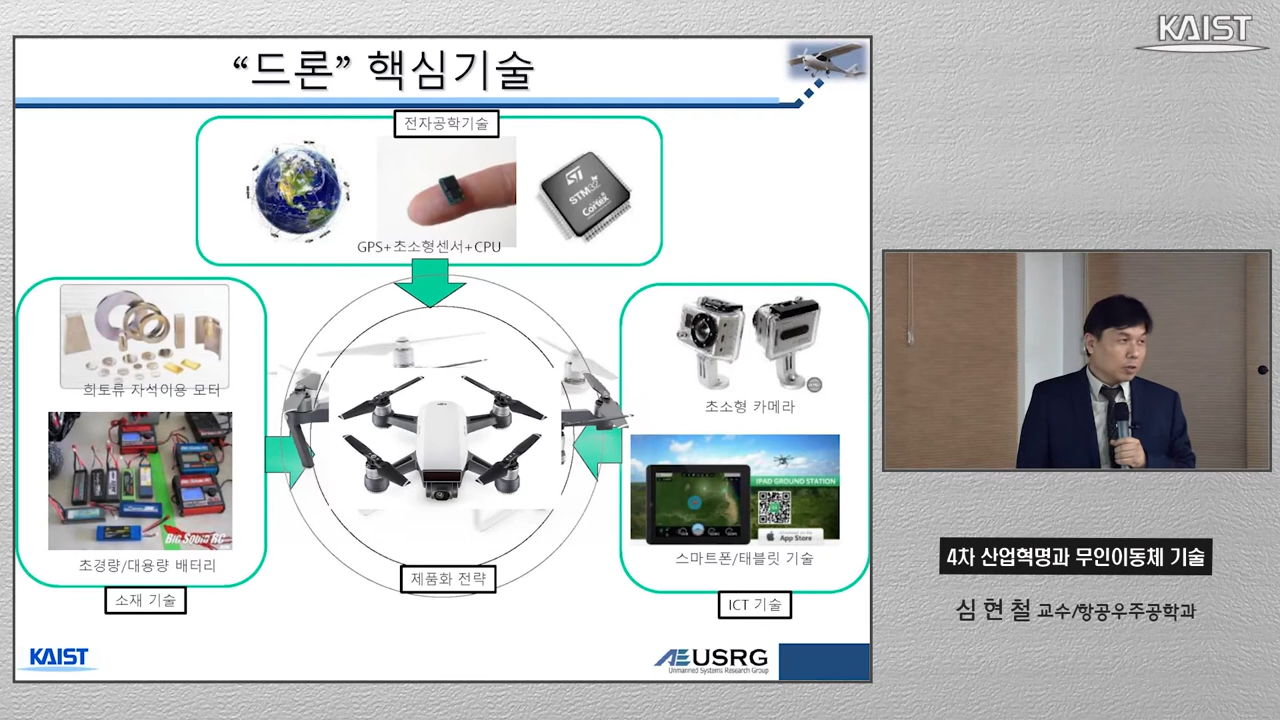 KAIST
“드론” 핵심기술
전자공학기술
STM32
Cortex
GPS+초소형센서+CPU
희토류 자석이용 모터
BIG SQUID RC
초경량/대용량 배터리
소재 기술
제품화 전략
초소형 카메라
IPAD GROUND STATION
App Store
스마트폰/태블릿 기술
ICT 기술
KAIST
USRG
Unmanned Systems Research Group
4차 산업혁명과 무인이동체 기술
심 현 철 교수/항공우주공학과